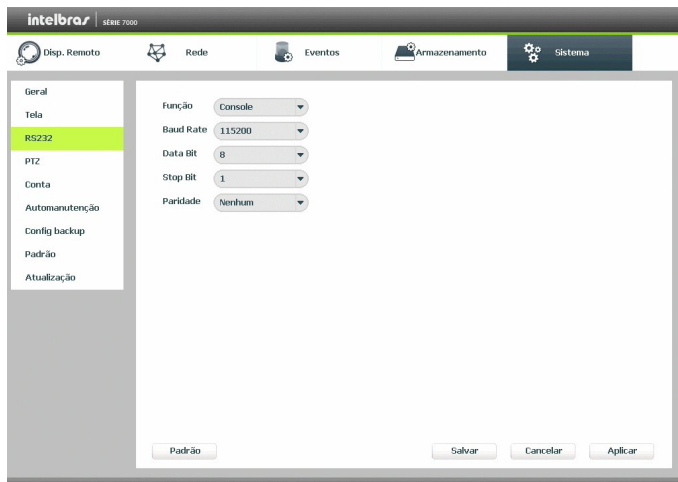 intelbras SÉRIE 7000
Disp. Remoto Rede Eventos Armazenamento Sistema
Geral
Tela
RS232
PTZ
Conta
Automanutenção
Config backup
Padrão
Atualização
Função Console
Baud Rate 115200
Data Bit 8
Stop Bit 1
Paridade Nenhum
Padrão Salvar Cancelar Aplicar